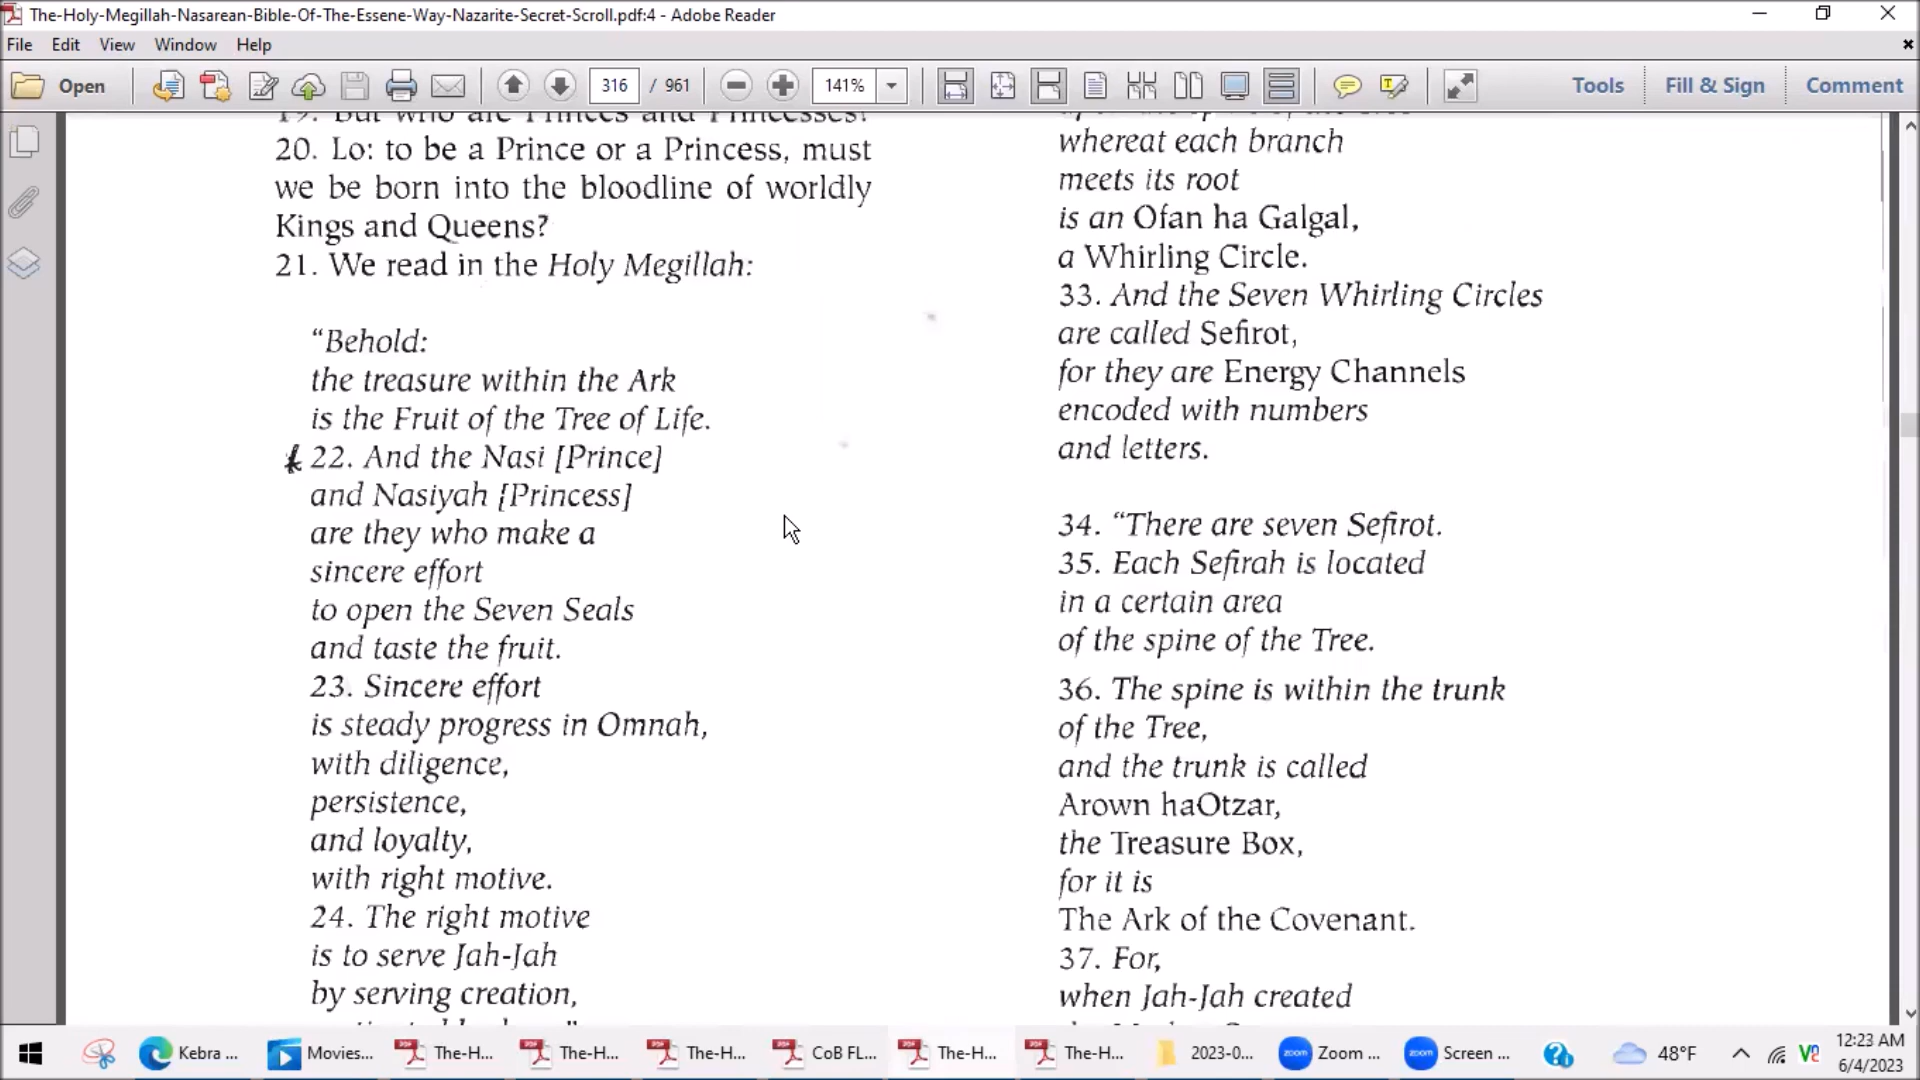 The-Holy-Megillah-Nasarean-Bible-Of-The-Essene-Way-Nazarite-Secret-Scroll.pdf:4 - Adobe Reader
File Edit View Window Help
Open 316 / 961 141% Tools Fill & Sign Comment
19. But who are Princes and Princesses?
20. Lo: to be a Prince or a Princess, must
we be born into the bloodline of worldly
Kings and Queens?
21. We read in the Holy Megillah:
“Behold:
the treasure within the Ark
is the Fruit of the Tree of Life.
22. And the Nasi [Prince]
and Nasiyah [Princess]
are they who make a
sincere effort
to open the Seven Seals
and taste the fruit.
23. Sincere effort
is steady progress in Omnah,
with diligence,
persistence,
and loyalty,
with right motive.
24. The right motive
is to serve Jah-Jah
by serving creation,
whereat each branch
meets its root
is an Ofan ha Galgal,
a Whirling Circle.
33. And the Seven Whirling Circles
are called Sefirot,
for they are Energy Channels
encoded with numbers
and letters.
34. “There are seven Sefirot.
35. Each Sefirah is located
in a certain area
of the spine of the Tree.
36. The spine is within the trunk
of the Tree,
and the trunk is called
Arown haOtzar,
the Treasure Box,
for it is
The Ark of the Covenant.
37. For,
when Jah-Jah created
Kebra ... Movies... The-H... The-H... The-H... CoB FL... The-H... The-H... 2023-0... Zoom ... Screen ... 48°F 12:23 AM
6/4/2023